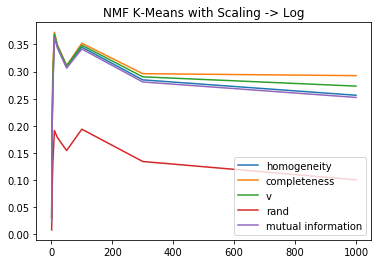 NMF K-Means with Scaling -> Log
0.35
0.30
0.25
0.20
0.15
0.10
0.05
0.00
homogeneity
completeness
v
rand
mutual information
0 200 400 600 800 1000